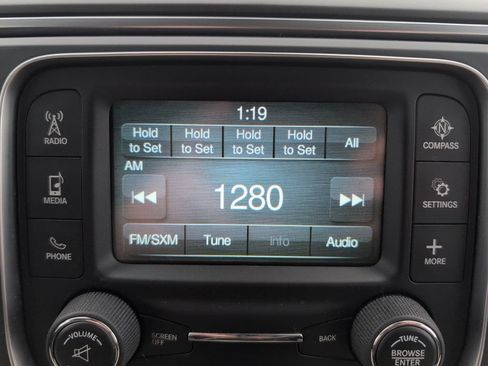 1:19
Hold to Set Hold to Set Hold to Set Hold to Set All
AM
1280
FM/SXM Tune Info Audio
RADIO
MEDIA
PHONE
N
COMPASS
SETTINGS
MORE
VOLUME
SCREEN OFF
BACK
TUNE
BROWSE
ENTER